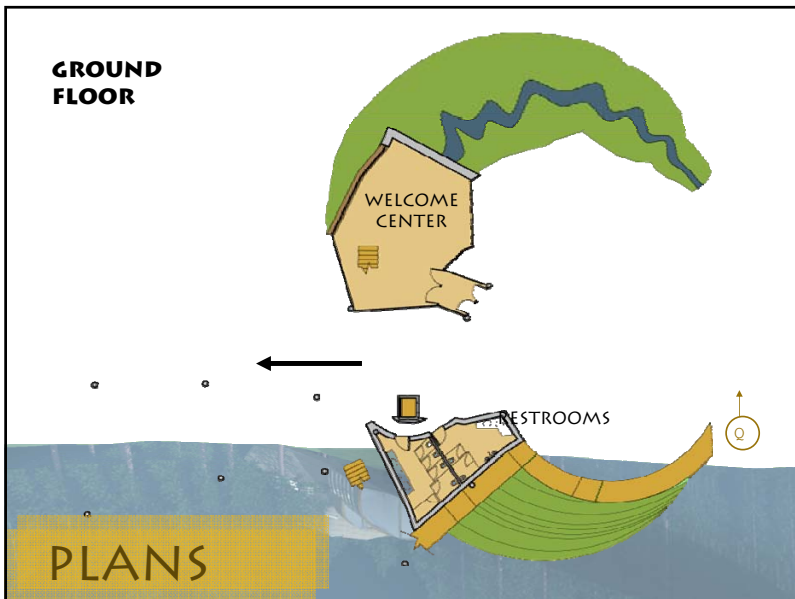 GROUND
FLOOR
WELCOME
CENTER
RESTROOMS
Q
PLANS